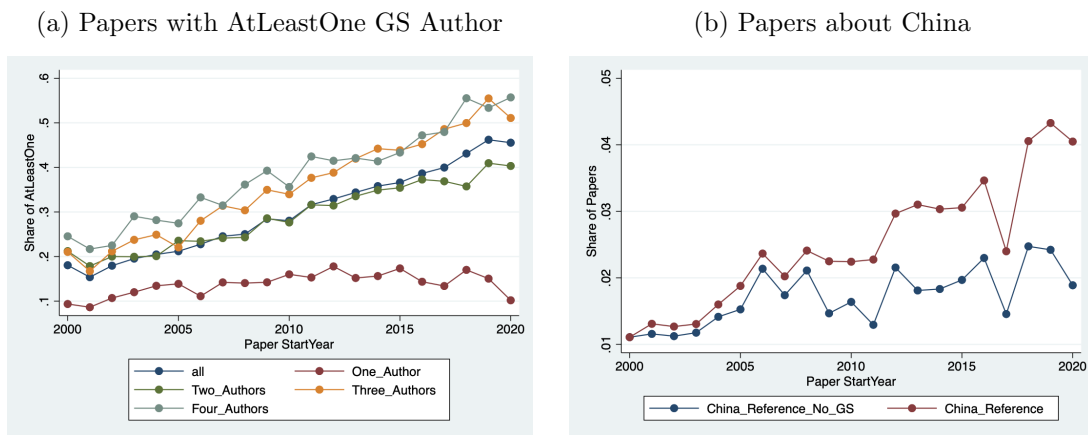 (a) Papers with AtLeastOne GS Author
Share of AtLeastOne
.6
.5
.4
.3
.2
.1
2000 2005 2010 2015 2020
Paper StartYear
all One_Author
Two_Authors Three_Authors
Four_Authors
(b) Papers about China
Share of Papers
.05
.04
.03
.02
.01
2000 2005 2010 2015 2020
Paper StartYear
China_Reference_No_GS China_Reference